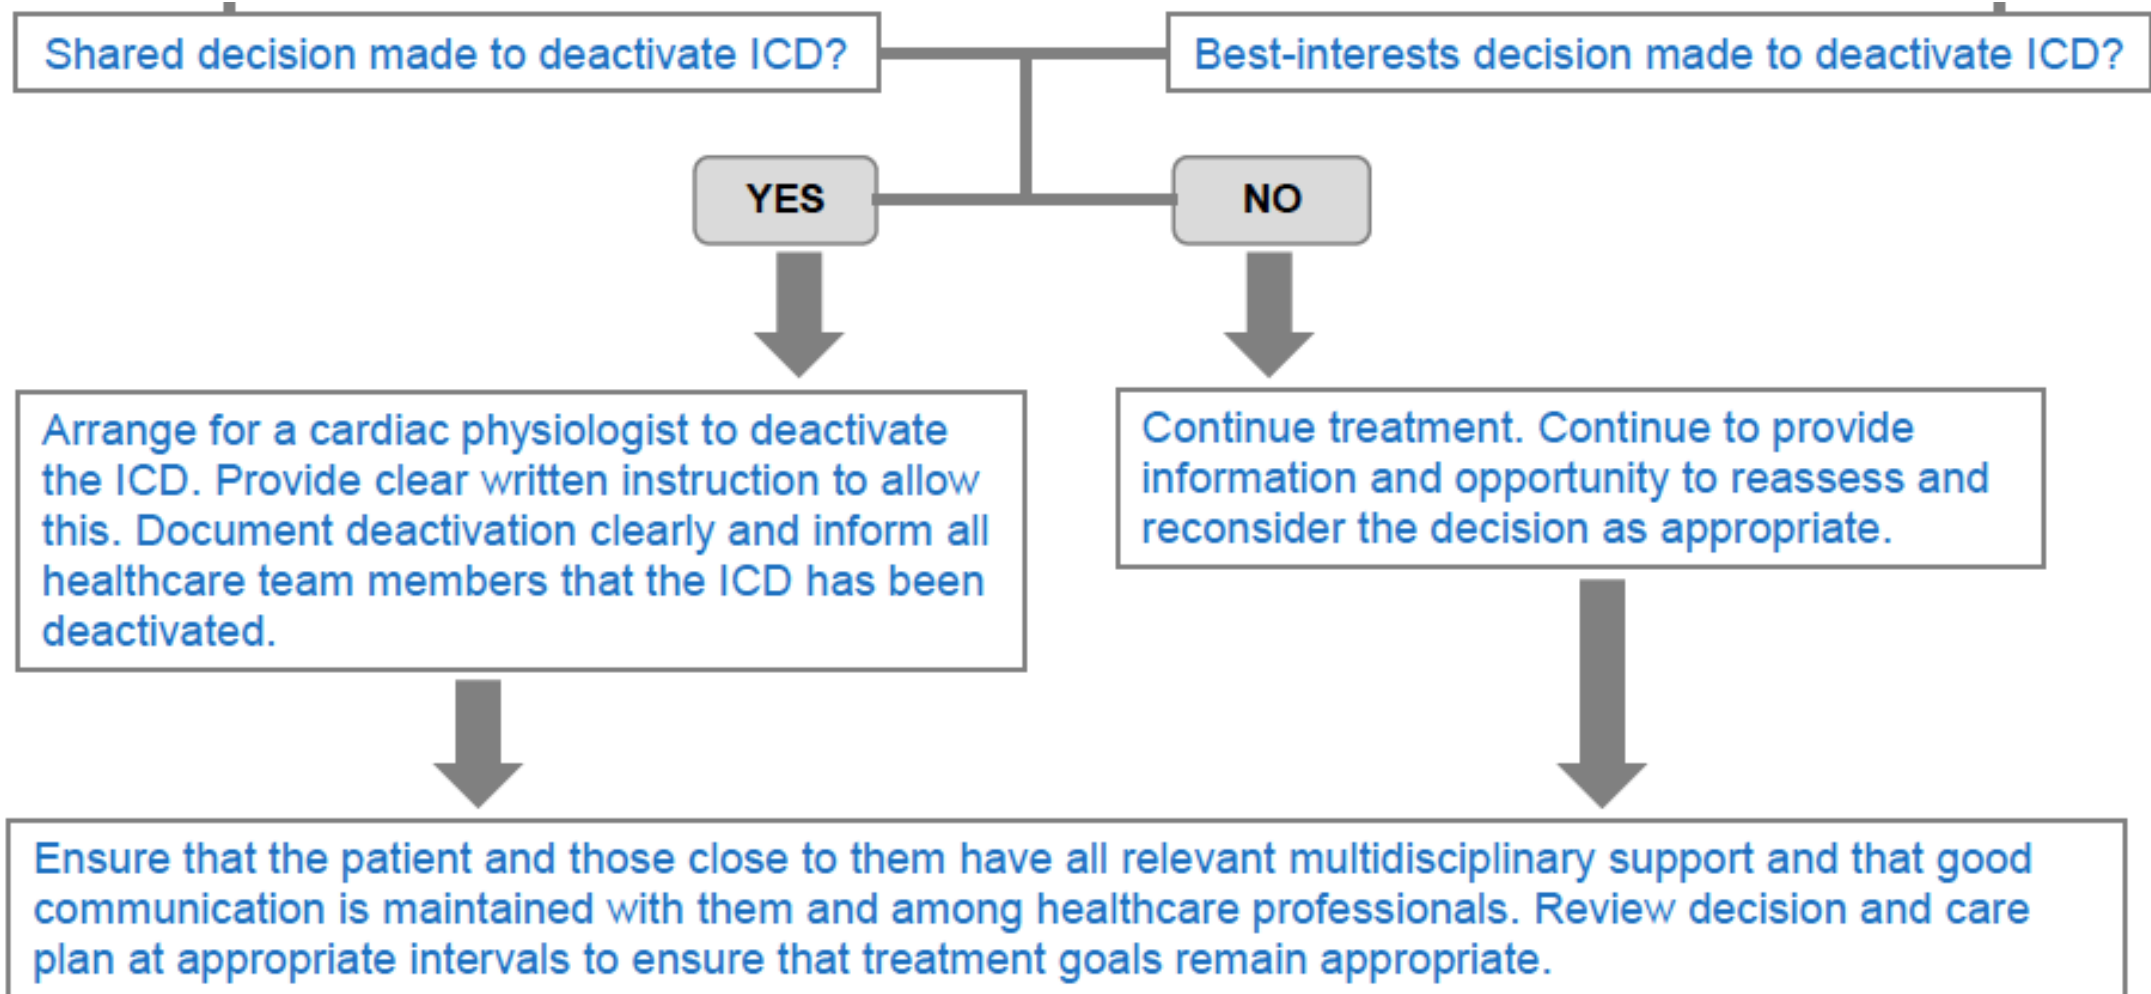 Shared decision made to deactivate ICD?
Best-interests decision made to deactivate ICD?
YES
NO
Arrange for a cardiac physiologist to deactivate
the ICD. Provide clear written instruction to allow
this. Document deactivation clearly and inform all
healthcare team members that the ICD has been
deactivated.
Continue treatment. Continue to provide
information and opportunity to reassess and
reconsider the decision as appropriate.
Ensure that the patient and those close to them have all relevant multidisciplinary support and that good
communication is maintained with them and among healthcare professionals. Review decision and care
plan at appropriate intervals to ensure that treatment goals remain appropriate.